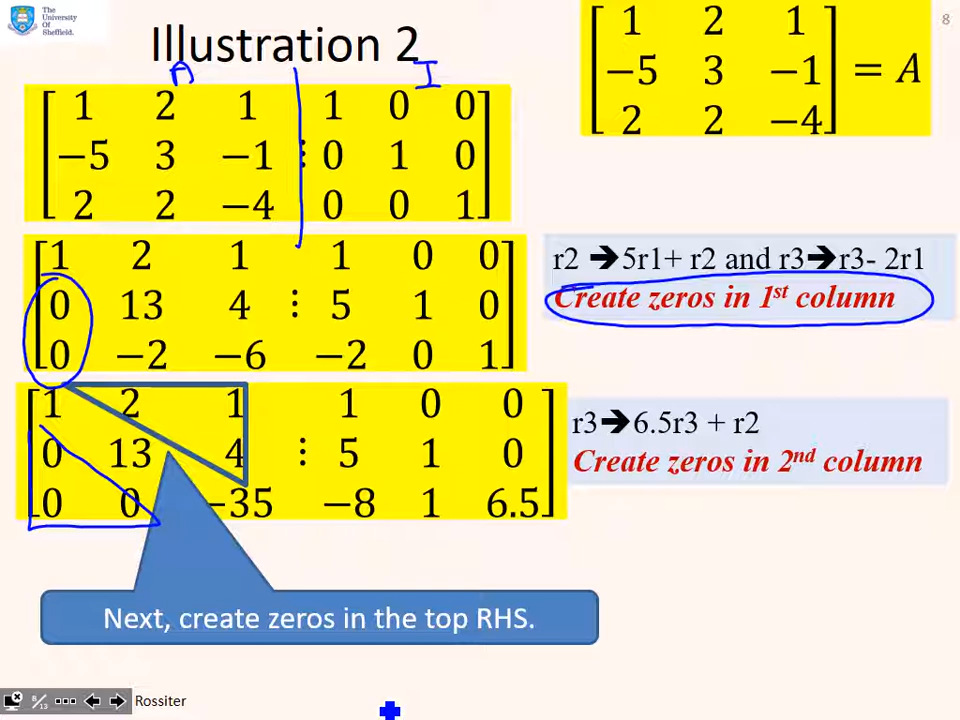 The
University
Of
Sheffield.
8
Illustration 2
A I
[1 2 1 ⋮ 1 0 0]
[−5 3 −1 ⋮ 0 1 0]
[2 2 −4 ⋮ 0 0 1]
[1 2 1]
[−5 3 −1] = A
[2 2 −4]
[1 2 1 1 0 0]
[0 13 4 ⋮ 5 1 0]
[0 −2 −6 −2 0 1]
r2 ➔5r1+ r2 and r3➔r3- 2r1
Create zeros in 1st column
[1 2 1 1 0 0]
[0 13 4 ⋮ 5 1 0]
[0 0 −35 −8 1 6.5]
r3➔6.5r3 + r2
Create zeros in 2nd column
Next, create zeros in the top RHS.
8/13
Rossiter